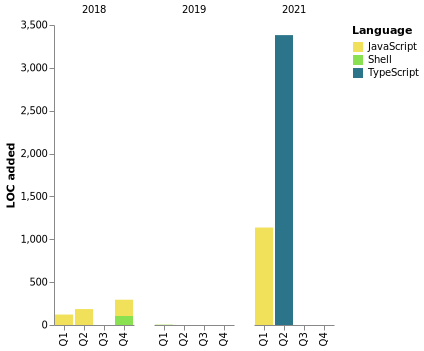 2018 2019 2021
Language
JavaScript
Shell
TypeScript
LOC added
3,500
3,000
2,500
2,000
1,500
1,000
500
0
Q1 Q2 Q3 Q4 Q1 Q2 Q3 Q4 Q1 Q2 Q3 Q4